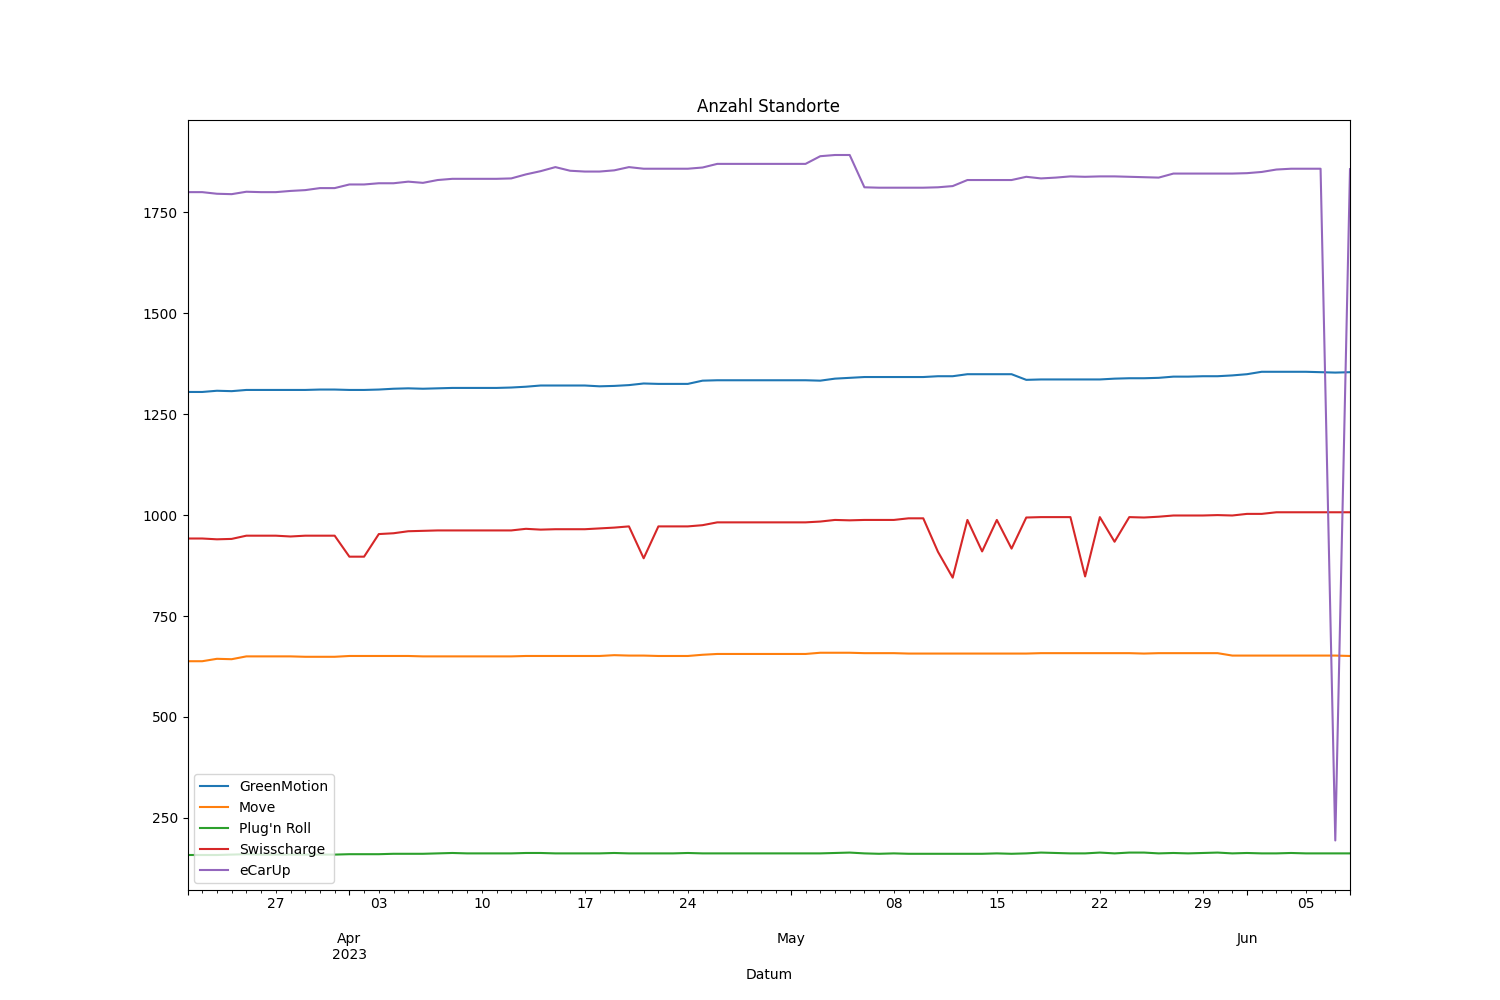 Anzahl Standorte
1750
1500
1250
1000
750
500
250
GreenMotion
Move
Plug'n Roll
Swisscharge
eCarUp
27 03 10 17 24 08 15 22 29 05
Apr May Jun
2023
Datum